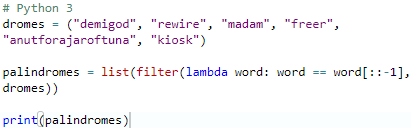 # Python 3
dromes = ("demigod", "rewire", "madam", "freer",
"anutforajaroftuna", "kiosk")
palindromes = list(filter(lambda word: word == word[::-1],
dromes))
print(palindromes)